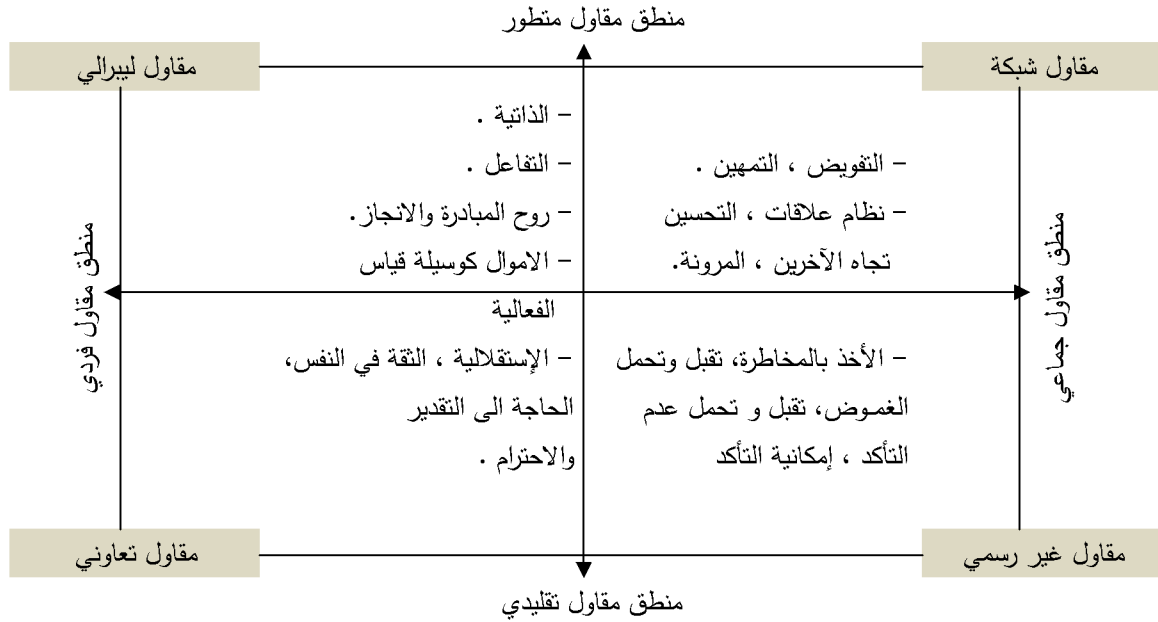 منطق مقاول متطور
مقاول شبكة
مقاول ليبرالي
- الذاتية .
- التفاعل .
- روح المبادرة والانجاز.
- الاموال كوسيلة قياس
الفعالية
- الإستقلالية ، الثقة في النفس،
الحاجة الى التقدير
والاحترام .
- التفويض ، التمهين .
- نظام علاقات ، التحسين
تجاه الآخرين ، المرونة.
- الأخذ بالمخاطرة، تقبل وتحمل
الغموض، تقبل و تحمل عدم
التأكد ، إمكانية التأكد
منطق مقاول جماعي
منطق مقاول فردي
مقاول غير رسمي
مقاول تعاوني
منطق مقاول تقليدي